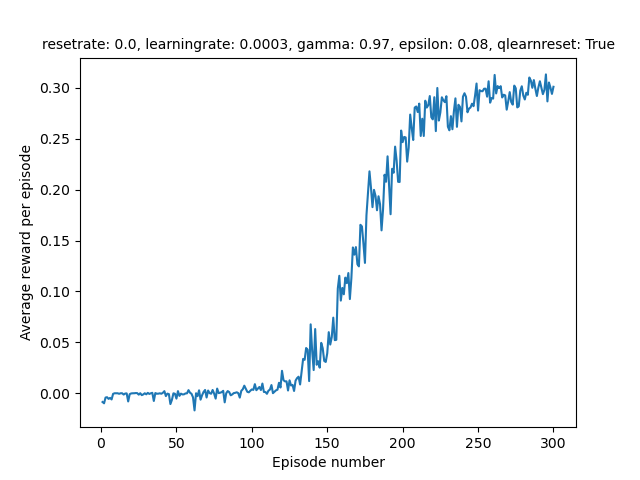 resetrate: 0.0, learningrate: 0.0003, gamma: 0.97, epsilon: 0.08, qlearnreset: True
Average reward per episode
0.30
0.25
0.20
0.15
0.10
0.05
0.00
0 50 100 150 200 250 300
Episode number